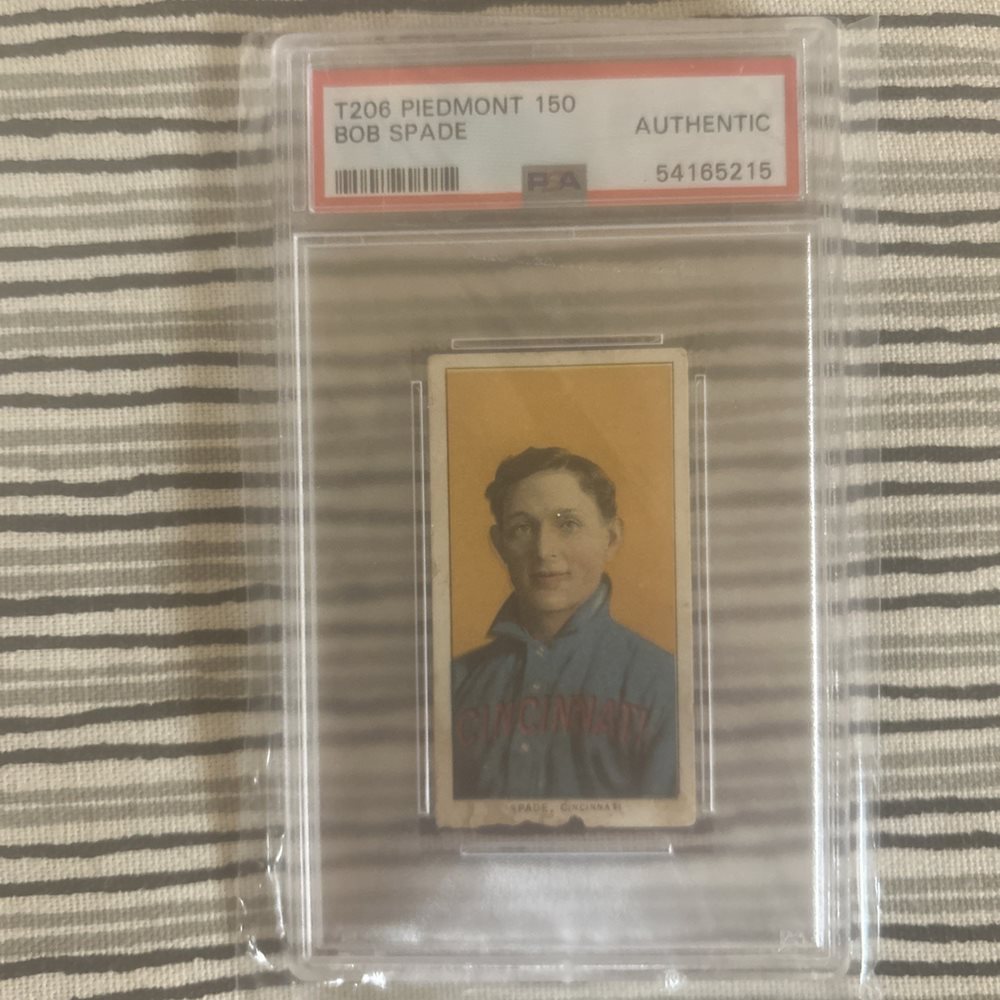 T206 PIEDMONT 150
BOB SPADE
AUTHENTIC
PSA
54165215
CINCINNATI
SPADE, CINCINNATI